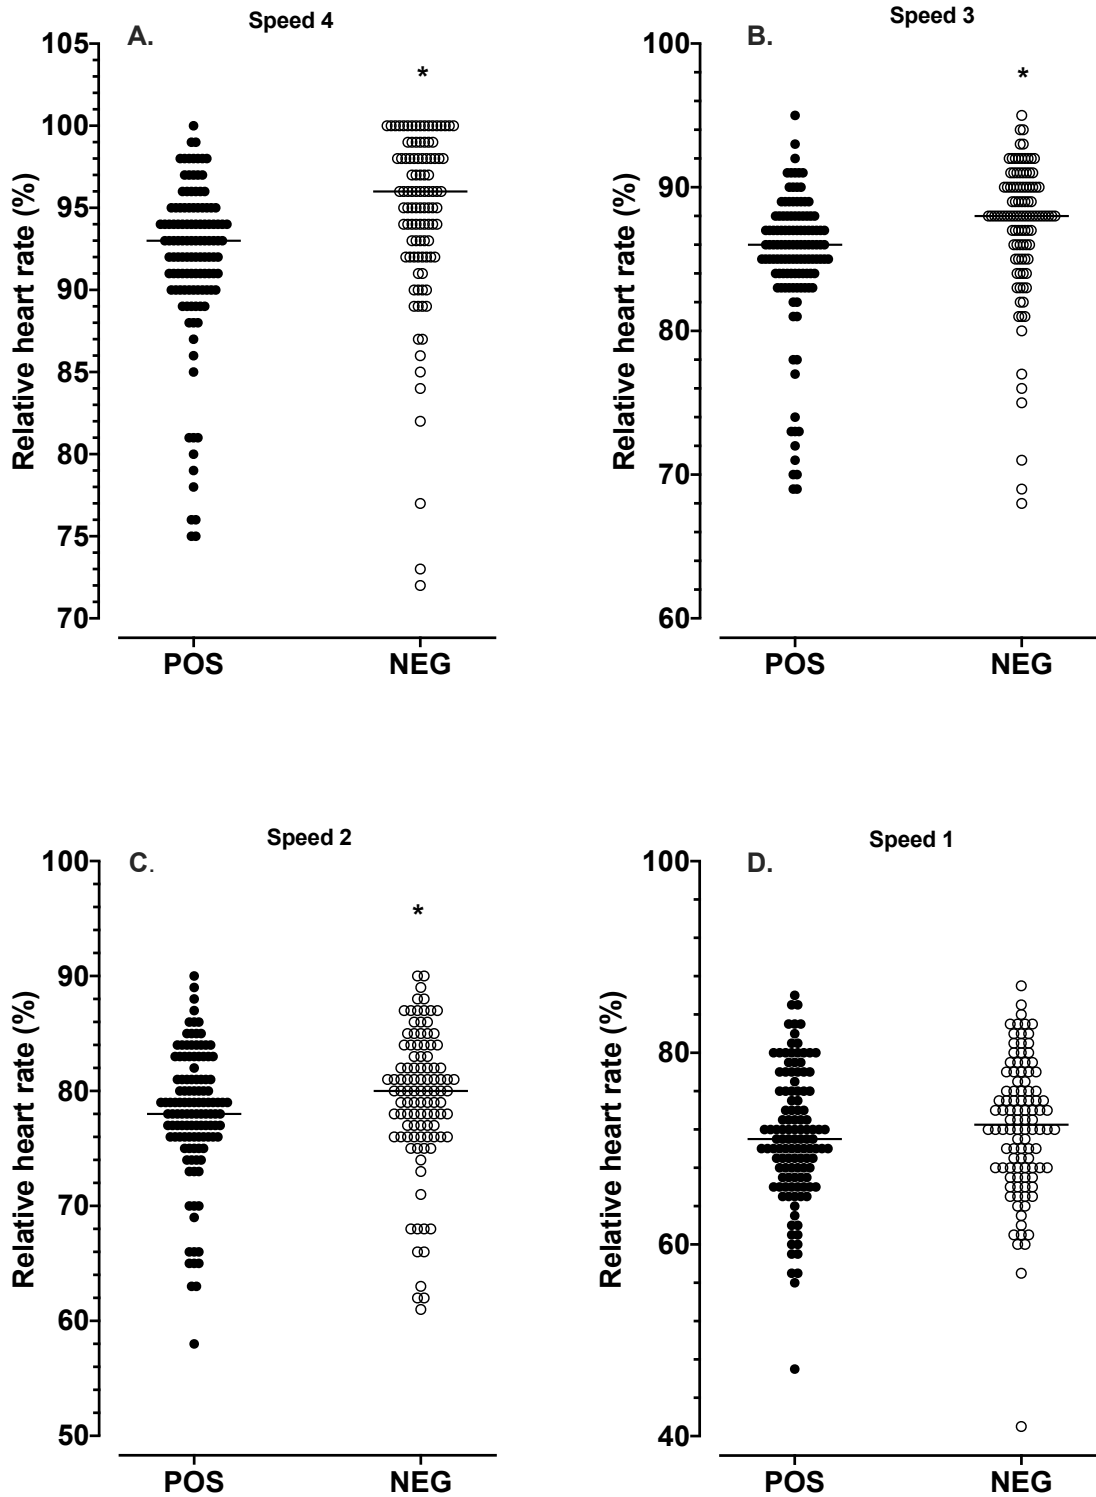 Speed 4
A.
105
100
95
90
85
80
75
70
Relative heart rate (%)
*
POS NEG
Speed 3
B.
100
90
80
70
60
Relative heart rate (%)
*
POS NEG
Speed 2
C.
100
90
80
70
60
50
Relative heart rate (%)
*
POS NEG
Speed 1
D.
100
80
60
40
Relative heart rate (%)
POS NEG